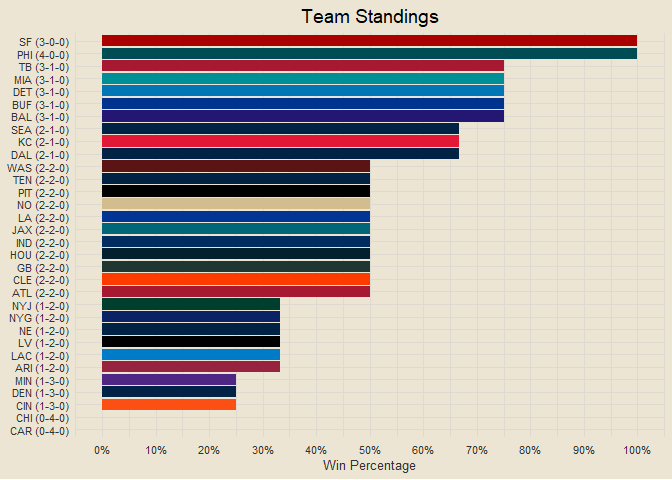 Team Standings
SF (3-0-0)
PHI (4-0-0)
TB (3-1-0)
MIA (3-1-0)
DET (3-1-0)
BUF (3-1-0)
BAL (3-1-0)
SEA (2-1-0)
KC (2-1-0)
DAL (2-1-0)
WAS (2-2-0)
TEN (2-2-0)
PIT (2-2-0)
NO (2-2-0)
LA (2-2-0)
JAX (2-2-0)
IND (2-2-0)
HOU (2-2-0)
GB (2-2-0)
CLE (2-2-0)
ATL (2-2-0)
NYJ (1-2-0)
NYG (1-2-0)
NE (1-2-0)
LV (1-2-0)
LAC (1-2-0)
ARI (1-2-0)
MIN (1-3-0)
DEN (1-3-0)
CIN (1-3-0)
CHI (0-4-0)
CAR (0-4-0)
0% 10% 20% 30% 40% 50% 60% 70% 80% 90% 100%
Win Percentage